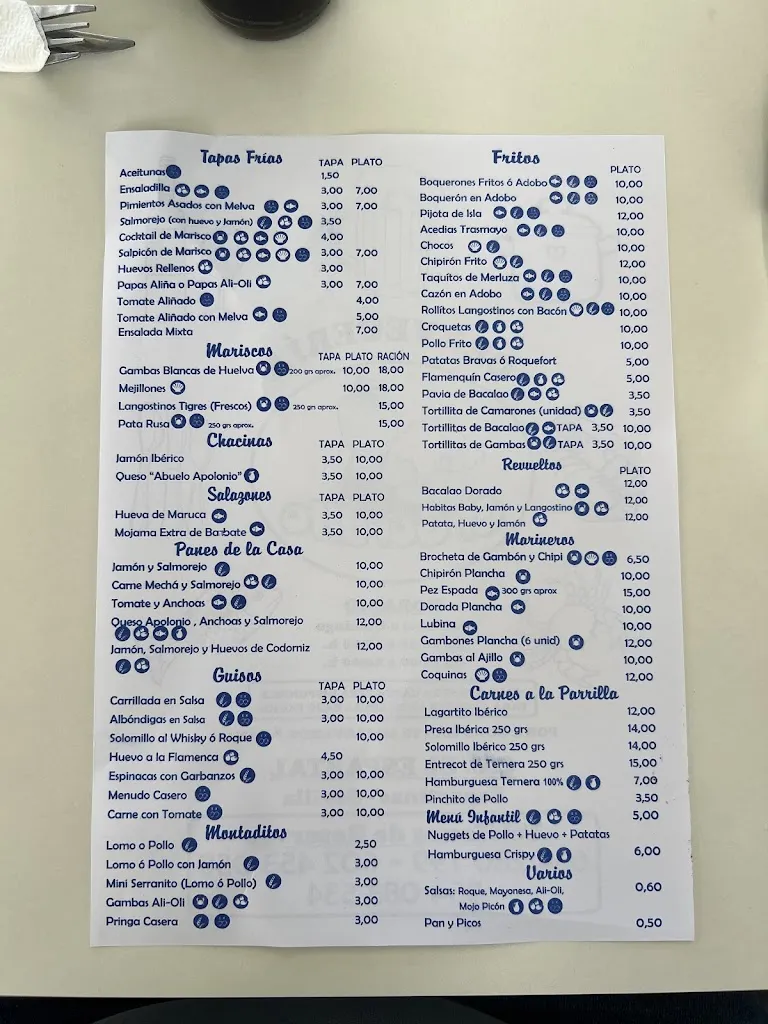 Tapas Frías TAPA PLATO
Aceitunas 1,50
Ensaladilla 3,00 7,00
Pimientos Asados con Melva 3,00 7,00
Salmorejo (con huevo y Jamón) 3,50
Cocktail de Marisco 4,00
Salpicón de Marisco 3,00 7,00
Huevos Rellenos 3,00
Papas Aliña o Papas Ali-Oli 3,00 7,00
Tomate Aliñado 4,00
Tomate Aliñado con Melva 5,00
Ensalada Mixta 7,00
Mariscos TAPA PLATO RACIÓN
Gambas Blancas de Huelva 200 grs aprox. 10,00 18,00
Mejillones 10,00 18,00
Langostinos Tigres (Frescos) 250 grs aprox. 15,00
Pata Rusa 250 grs aprox. 15,00
Chacinas TAPA PLATO
Jamón Ibérico 3,50 10,00
Queso "Abuelo Apolonio" 3,50 10,00
Salazones TAPA PLATO
Hueva de Maruca 3,50 10,00
Mojama Extra de Barbate 3,50 10,00
Panes de la Casa
Jamón y Salmorejo 10,00
Carne Mechá y Salmorejo 10,00
Tomate y Anchoas 10,00
Queso Apolonio , Anchoas y Salmorejo 12,00
Jamón, Salmorejo y Huevos de Codorniz 12,00
Guisos TAPA PLATO
Carrillada en Salsa 3,00 10,00
Albóndigas en Salsa 3,00 10,00
Solomillo al Whisky ó Roque 10,00
Huevo a la Flamenca 4,50
Espinacas con Garbanzos 3,00 10,00
Menudo Casero 3,00 10,00
Carne con Tomate 3,00 10,00
Montaditos
Lomo o Pollo 2,50
Lomo ó Pollo con Jamón 3,00
Mini Serranito (Lomo ó Pollo) 3,00
Gambas Ali-Oli 3,00
Pringa Casera 3,00
Fritos PLATO
Boquerones Fritos ó Adobo 10,00
Boquerón en Adobo 10,00
Pijota de Isla 12,00
Acedias Trasmayo 10,00
Chocos 10,00
Chipirón Frito 12,00
Taquítos de Merluza 10,00
Cazón en Adobo 10,00
Rollítos Langostinos con Bacón 10,00
Croquetas 10,00
Pollo Frito 10,00
Patatas Bravas ó Roquefort 5,00
Flamenquín Casero 5,00
Pavia de Bacalao 3,50
Tortillita de Camarones (unidad) 3,50
Tortillitas de Bacalao TAPA 3,50 10,00
Tortillitas de Gambas TAPA 3,50 10,00
Revueltos PLATO
Bacalao Dorado 12,00
Habitas Baby, Jamón y Langostino 12,00
Patata, Huevo y Jamón 12,00
Marineros
Brocheta de Gambón y Chipi 6,50
Chipirón Plancha 10,00
Pez Espada 300 grs aprox 15,00
Dorada Plancha 10,00
Lubina 10,00
Gambones Plancha (6 unid) 12,00
Gambas al Ajillo 10,00
Coquinas 12,00
Carnes a la Parrilla
Lagartito Ibérico 12,00
Presa Ibérica 250 grs 14,00
Solomillo Ibérico 250 grs 14,00
Entrecot de Ternera 250 grs 15,00
Hamburguesa Ternera 100% 7,00
Pinchito de Pollo 3,50
Menú Infantil 5,00
Nuggets de Pollo + Huevo + Patatas
Hamburguesa Crispy 6,00
Varios
Salsas: Roque, Mayonesa, Ali-Oli, 0,60
Mojo Picón
Pan y Picos 0,50